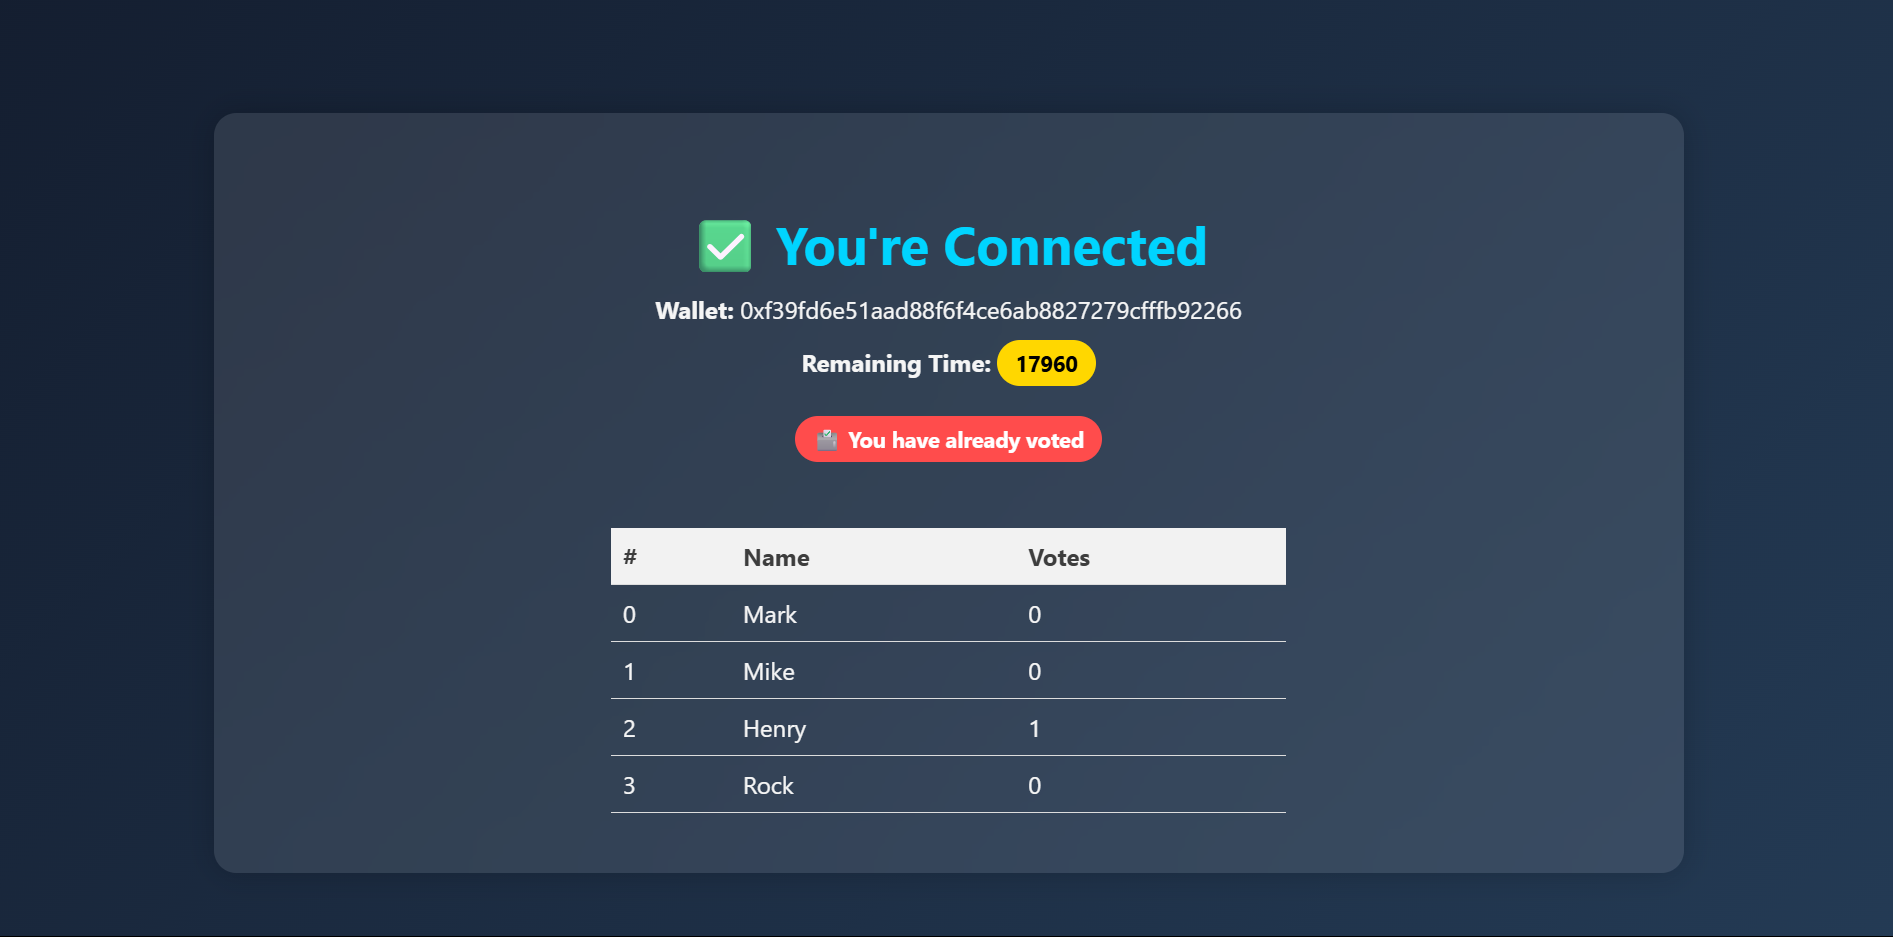 ✅ You're Connected
Wallet: 0xf39fd6e51aad88f6f4ce6ab8827279cfffb92266
Remaining Time: 17960
🗳️ You have already voted
# Name Votes
0 Mark 0
1 Mike 0
2 Henry 1
3 Rock 0